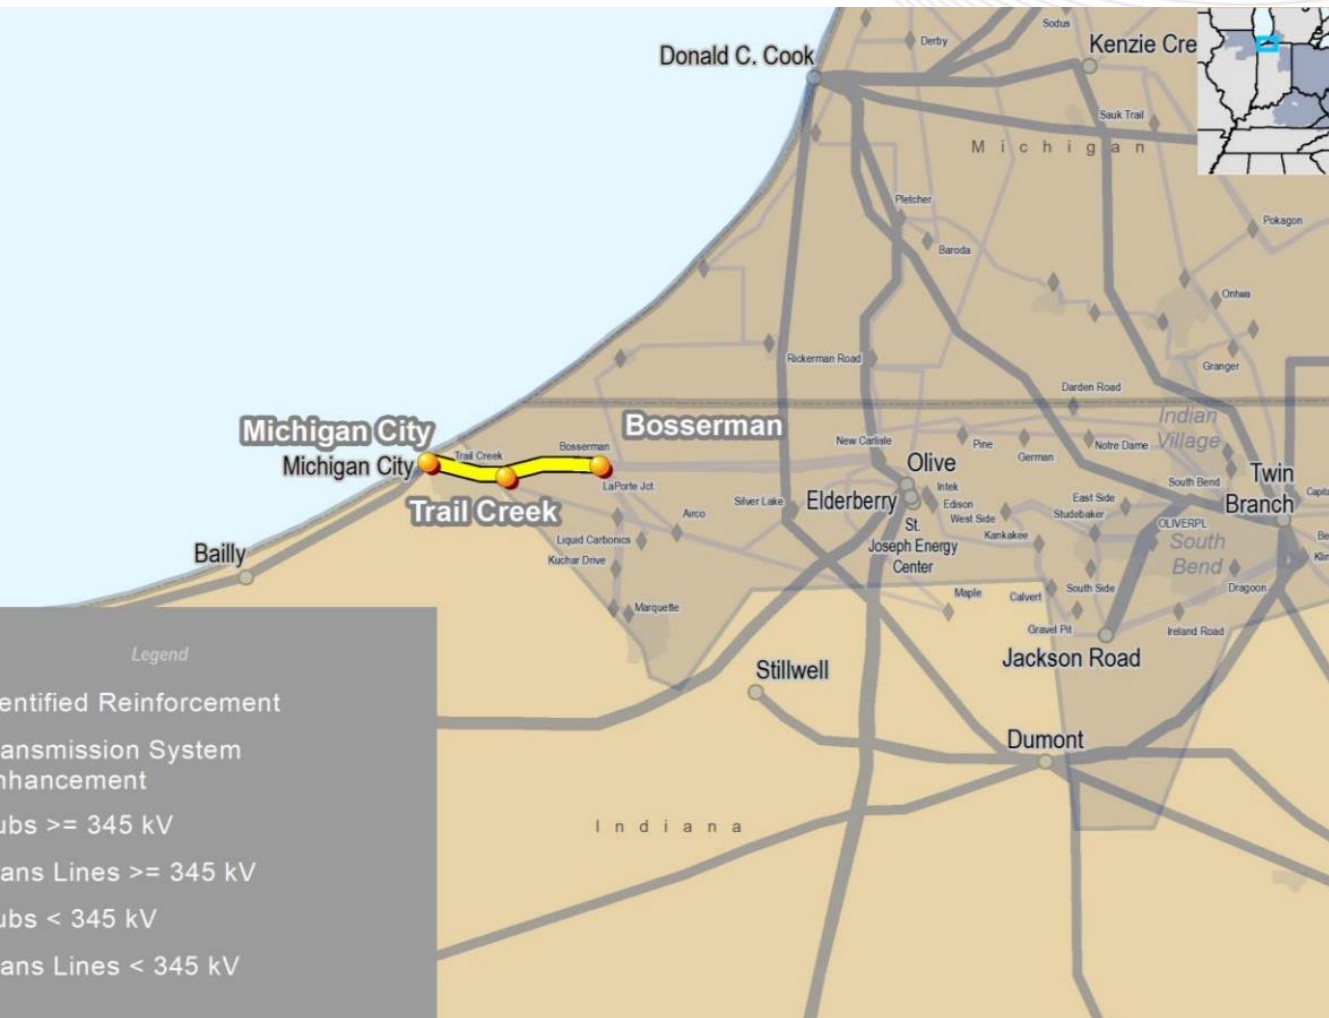 Sodus
Derby
Donald C. Cook
Kenzie Cre
Sauk Trail
M i c h i g a n
Pletcher
Pokagon
Baroda
Ontwa
Rickerman Road
Granger
Darden Road
Indian
Village
Michigan City
Bosserman
Bosserman
New Carlisle
Pine
Notre Dame
German
Trail Creek
Michigan City
Olive
LaPorte Jct.
Intek
South Bend
Twin
Branch
Trail Creek
Silver Lake
Elderberry
Edison
West Side
East Side
Studebaker
Airco
St.
Joseph Energy
Center
Kankakee
OLIVERPL
South
Bend
Liquid Carbonics
Bailly
Kuchar Drive
Maple
Calvert
South Side
Dragoon
Marquette
Gravel Pit
Ireland Road
Jackson Road
Stillwell
Dumont
I n d i a n a
Legend
entified Reinforcement
ansmission System
nhancement
ubs >= 345 kV
ans Lines >= 345 kV
ubs < 345 kV
ans Lines < 345 kV